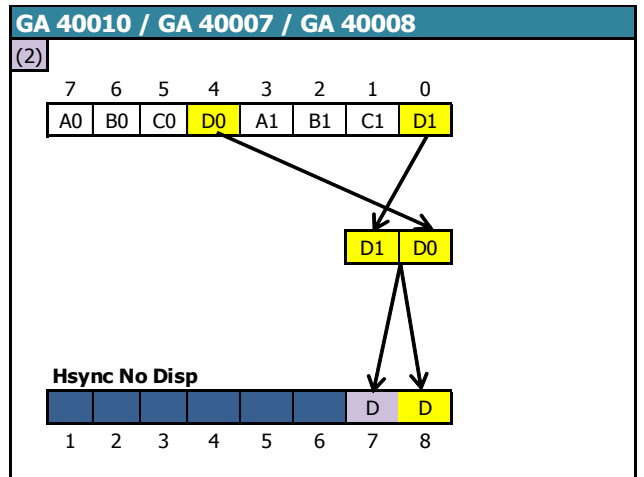 GA 40010 / GA 40007 / GA 40008
(2)
7 6 5 4 3 2 1 0
A0 B0 C0 D0 A1 B1 C1 D1
D1 D0
Hsync No Disp
D D
1 2 3 4 5 6 7 8